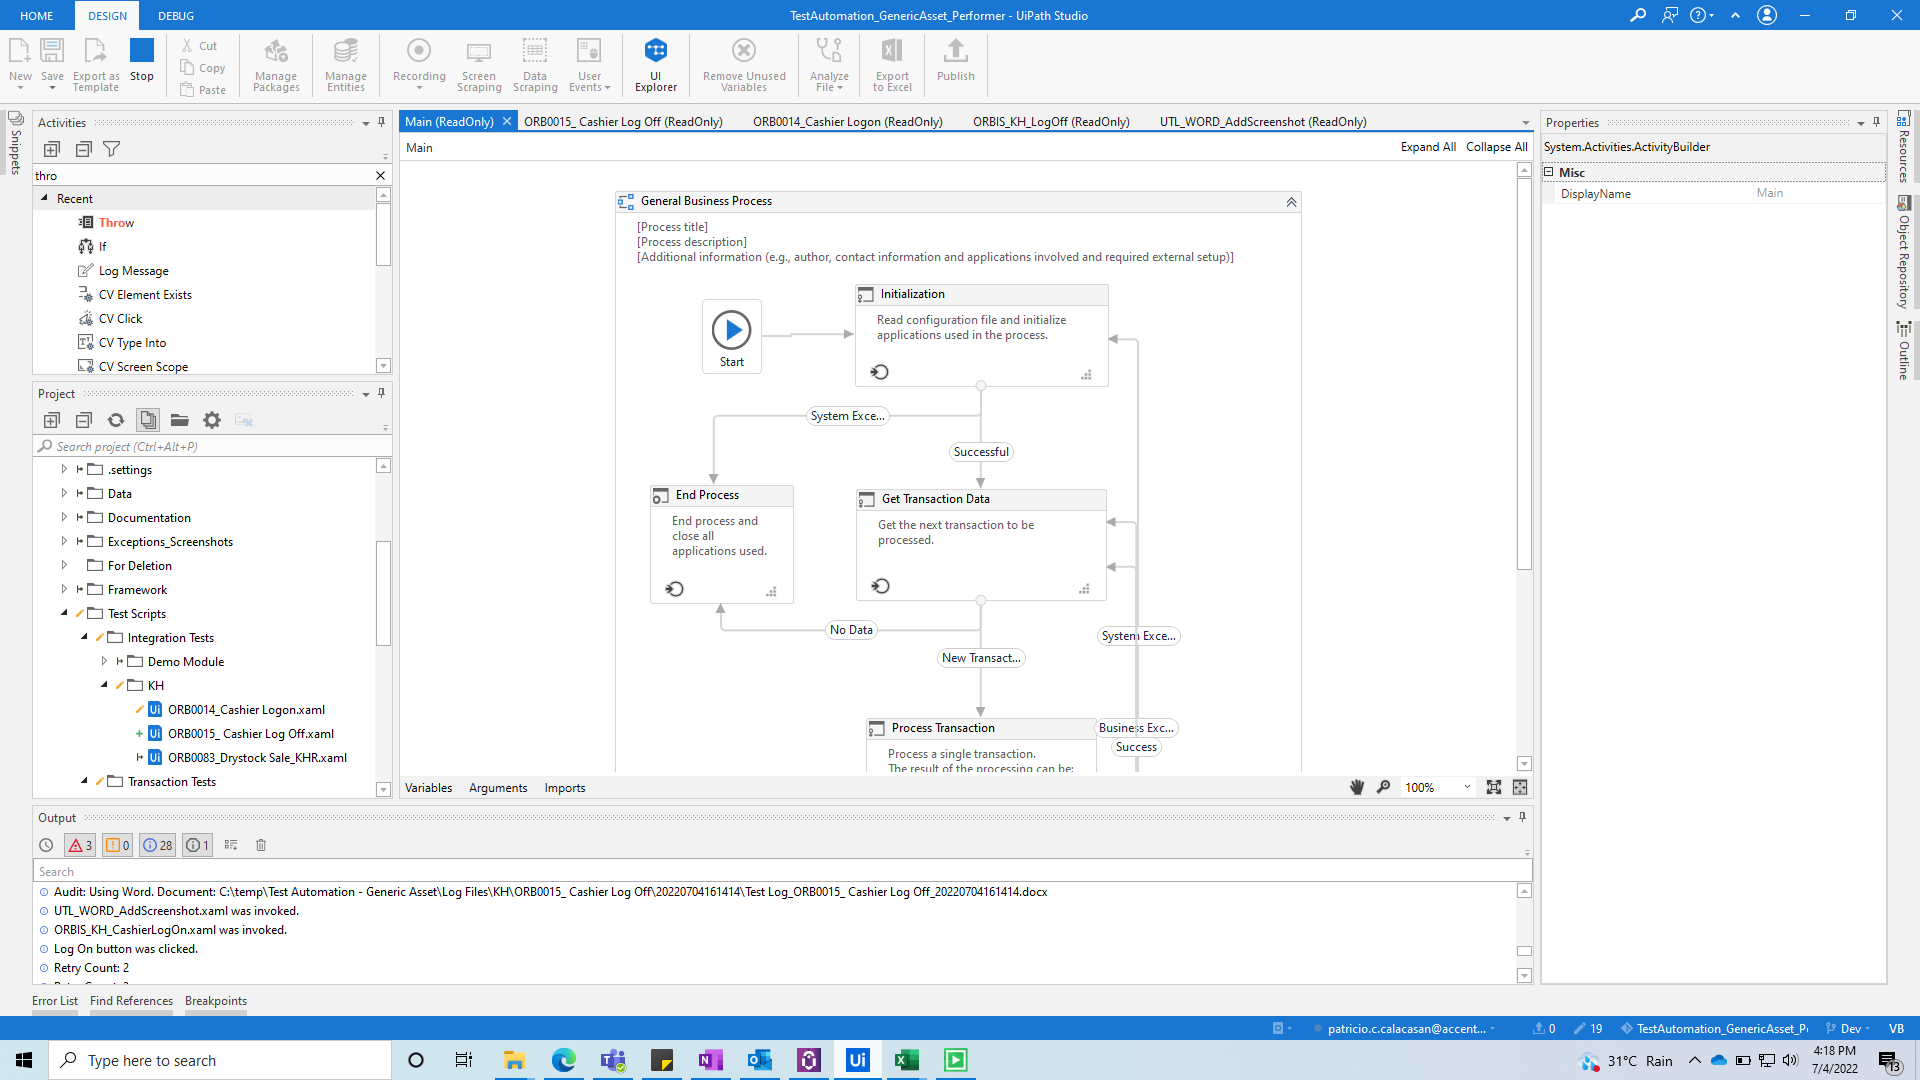 HOME
DESIGN
DEBUG
TestAutomation_GenericAsset_Performer - UiPath Studio
New
Save
Export as Template
Stop
Cut
Copy
Paste
Manage Packages
Manage Entities
Recording
Screen Scraping
Data Scraping
User Events
UI Explorer
Remove Unused Variables
Analyze File
Export to Excel
Publish
Snippets
Activities
thro
Recent
Throw
If
Log Message
CV Element Exists
CV Click
CV Type Into
CV Screen Scope
Project
Search project (Ctrl+Alt+P)
.settings
Data
Documentation
Exceptions_Screenshots
For Deletion
Framework
Test Scripts
Integration Tests
Demo Module
KH
ORB0014_Cashier Logon.xaml
ORB0015_ Cashier Log Off.xaml
ORB0083_Drystock Sale_KHR.xaml
Transaction Tests
Main (ReadOnly)
ORB0015_ Cashier Log Off (ReadOnly)
ORB0014_Cashier Logon (ReadOnly)
ORBIS_KH_LogOff (ReadOnly)
UTL_WORD_AddScreenshot (ReadOnly)
Main
Expand All
Collapse All
General Business Process
[Process title]
[Process description]
[Additional information (e.g., author, contact information and applications involved and required external setup)]
Start
Initialization
Read configuration file and initialize
applications used in the process.
System Exce...
Successful
End Process
End process and
close all
applications used.
Get Transaction Data
Get the next transaction to be
processed.
No Data
System Exce...
New Transact...
Process Transaction
Business Exc...
Success
Process a single transaction.
The result of the processing can be:
Variables
Arguments
Imports
100%
Properties
System.Activities.ActivityBuilder
Misc
DisplayName
Main
Resources
Object Repository
Outline
Output
3
0
28
1
Search
Audit: Using Word. Document: C:\temp\Test Automation - Generic Asset\Log Files\KH\ORB0015_ Cashier Log Off\20220704161414\Test Log_ORB0015_ Cashier Log Off_20220704161414.docx
UTL_WORD_AddScreenshot.xaml was invoked.
ORBIS_KH_CashierLogOn.xaml was invoked.
Log On button was clicked.
Retry Count: 2
Error List
Find References
Breakpoints
patricio.c.calacasan@accent...
0
19
TestAutomation_GenericAsset_P
Dev
VB
Type here to search
31°C Rain
4:18 PM
7/4/2022
13